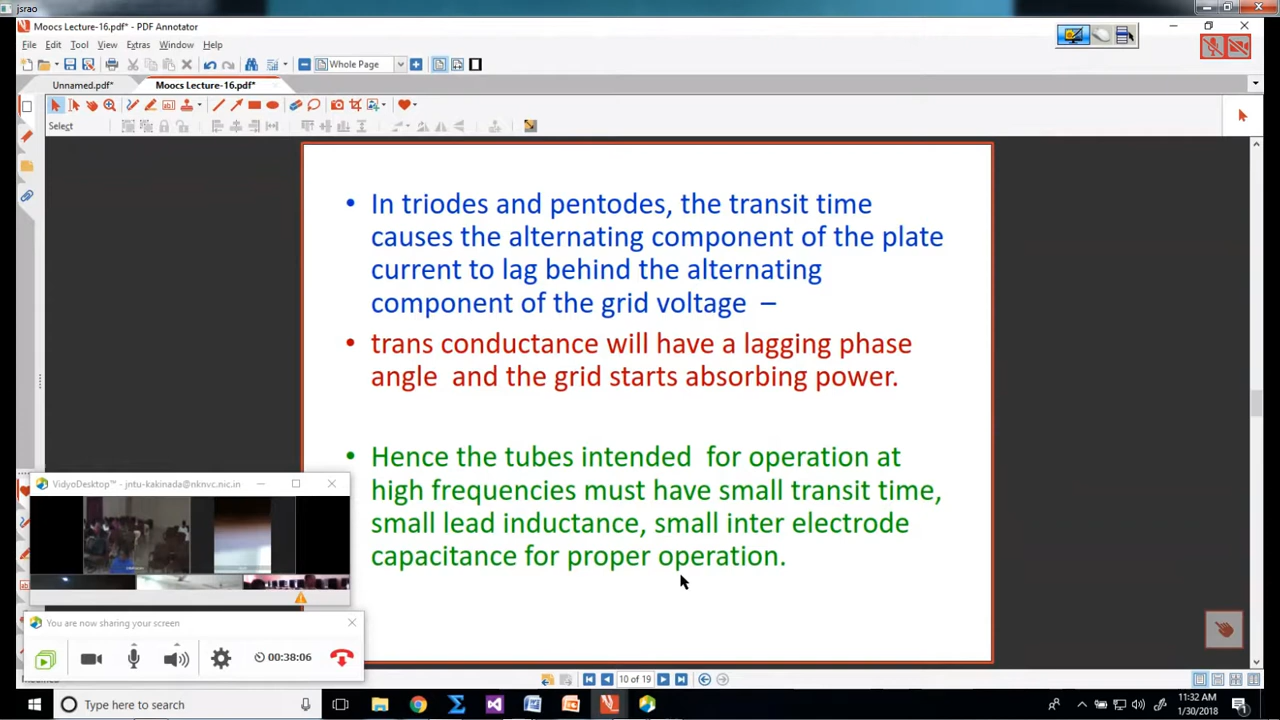 jsrao
Moocs Lecture-16.pdf* - PDF Annotator
File Edit Tool View Extras Window Help
Whole Page
Unnamed.pdf* Moocs Lecture-16.pdf*
Select
• In triodes and pentodes, the transit time
causes the alternating component of the plate
current to lag behind the alternating
component of the grid voltage –
• trans conductance will have a lagging phase
angle and the grid starts absorbing power.
• Hence the tubes intended for operation at
high frequencies must have small transit time,
small lead inductance, small inter electrode
capacitance for proper operation.
VidyoDesktop™ - jntu-kakinada@nknvc.nic.in
You are now sharing your screen
00:38:06
10 of 19
Type here to search
11:32 AM
1/30/2018